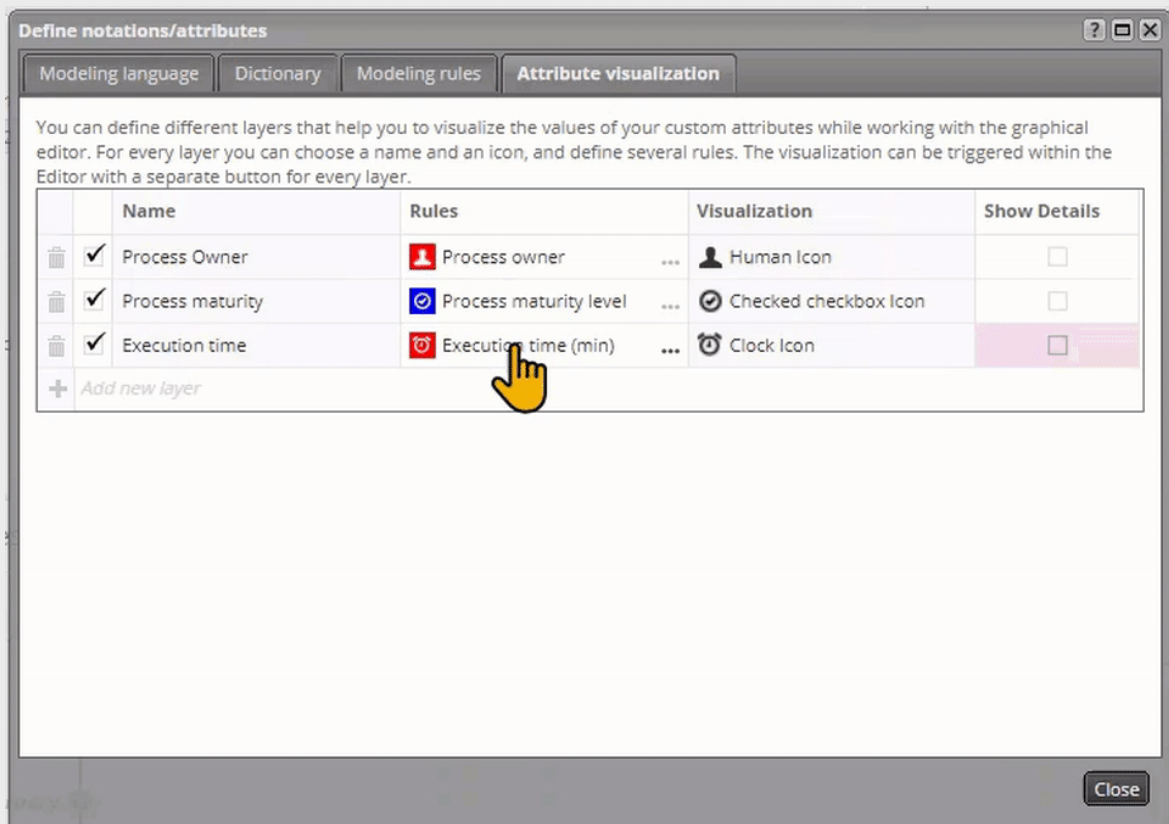 Define notations/attributes
?
Modeling language Dictionary Modeling rules Attribute visualization
You can define different layers that help you to visualize the values of your custom attributes while working with the graphical
editor. For every layer you can choose a name and an icon, and define several rules. The visualization can be triggered within the
Editor with a separate button for every layer.
Name Rules Visualization Show Details
Process Owner Process owner ... Human Icon
Process maturity Process maturity level ... Checked checkbox Icon
Execution time Execution time (min) ... Clock Icon
Add new layer
Close